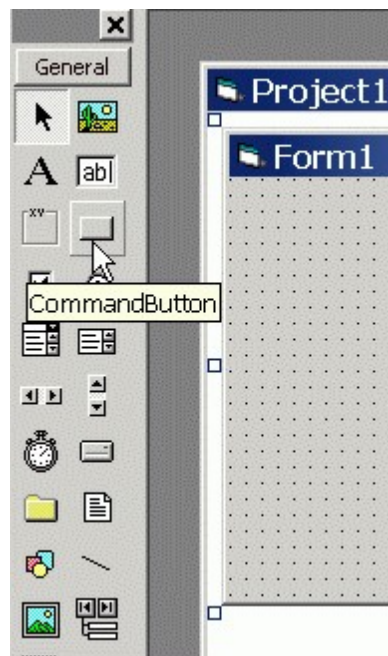 General
Project1
Form1
A
abl
xv
CommandButton